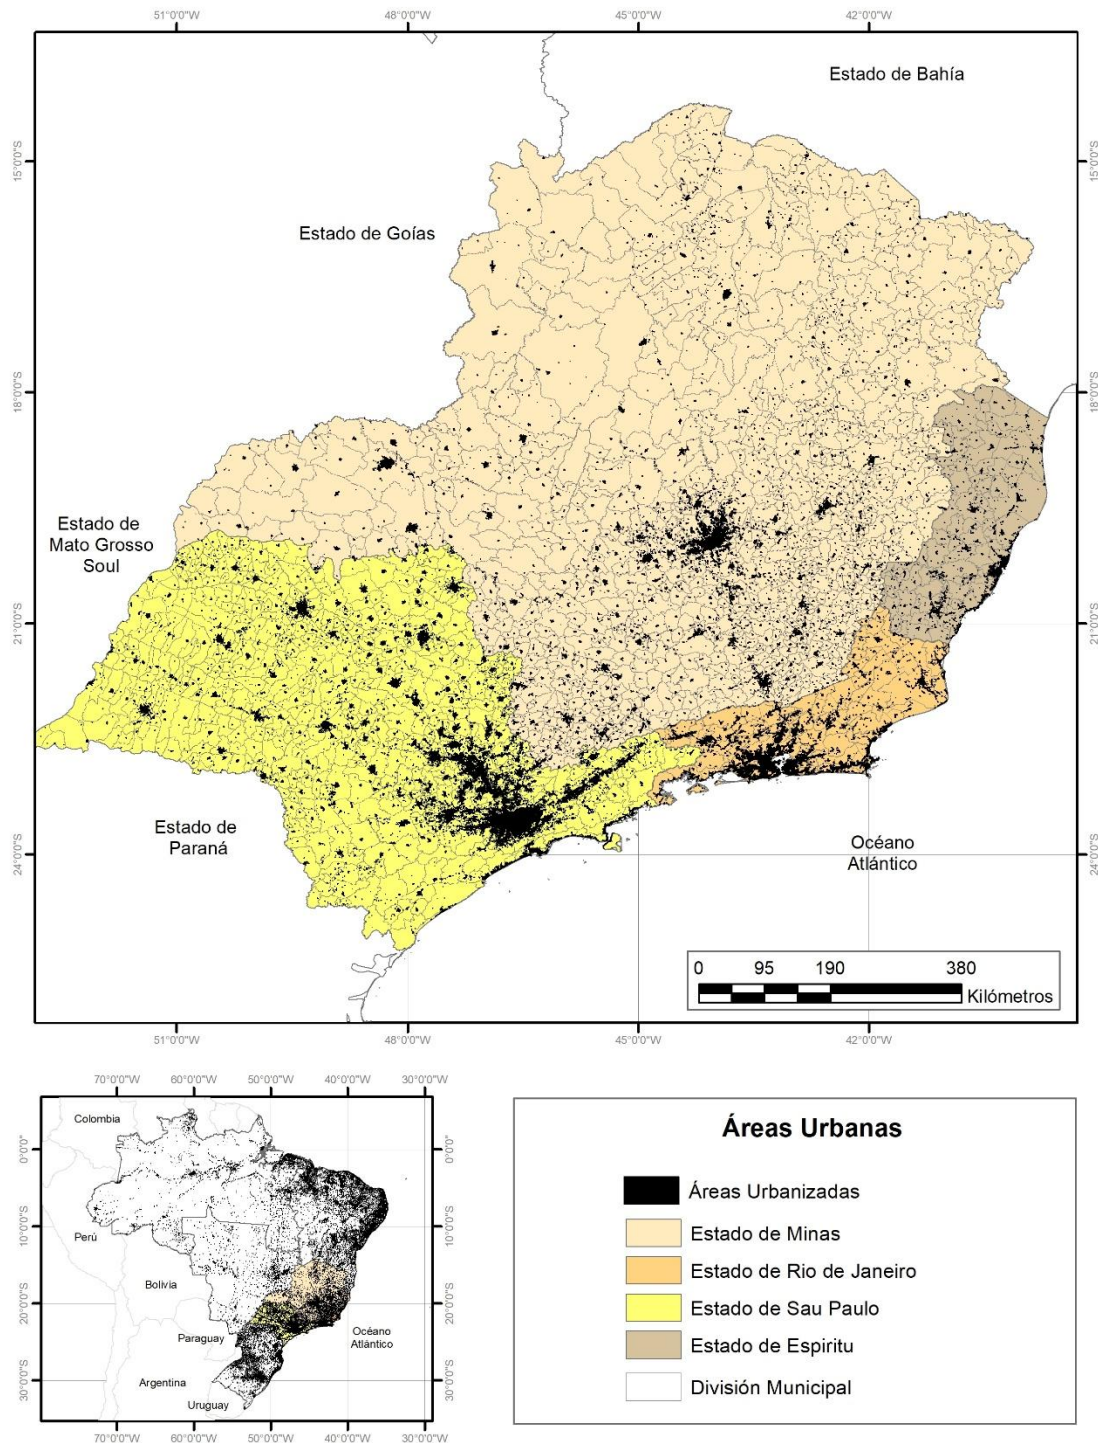 51°0'0"W 48°0'0"W 45°0'0"W 42°0'0"W
Estado de Bahía
15°0'0"S 15°0'0"S
Estado de Goías
18°0'0"S 18°0'0"S
Estado de
Mato Grosso
Soul
21°0'0"S 21°0'0"S
Estado de
Paraná
Océano
Atlántico
24°0'0"S 24°0'0"S
0 95 190 380
Kilómetros
51°0'0"W 48°0'0"W 45°0'0"W 42°0'0"W
70°0'0"W 60°0'0"W 50°0'0"W 40°0'0"W 30°0'0"W
Colombia
0°0'0" 0°0'0"
Perú
10°0'0"S 10°0'0"S
Bolivia
20°0'0"S 20°0'0"S
Paraguay
Océano
Atlántico
Argentina
30°0'0"S 30°0'0"S
Uruguay
70°0'0"W 60°0'0"W 50°0'0"W 40°0'0"W 30°0'0"W
Áreas Urbanas
Áreas Urbanizadas
Estado de Minas
Estado de Rio de Janeiro
Estado de Sau Paulo
Estado de Espiritu
División Municipal